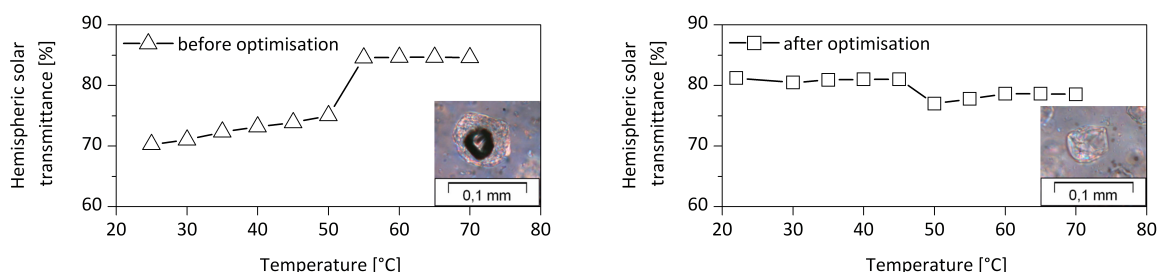 90
80
70
60
Hemispheric solar
transmittance [%]
before optimisation
0,1 mm
20 30 40 50 60 70 80
Temperature [°C]
90
80
70
60
Hemispheric solar
transmittance [%]
after optimisation
0,1 mm
20 30 40 50 60 70 80
Temperature [°C]